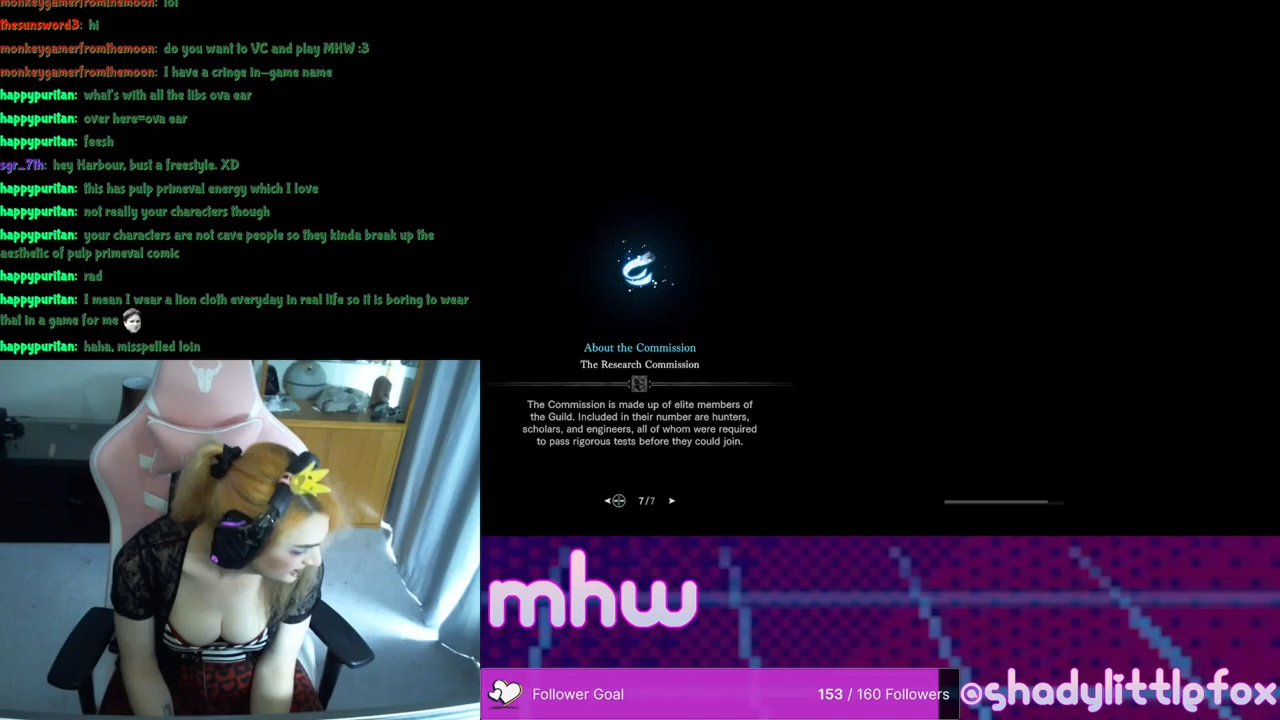 monkeygamerfromthemoon: lol
thesunsword3: hi
monkeygamerfromthemoon: do you want to VC and play MHW :3
monkeygamerfromthemoon: I have a cringe in-game name
happypuritan: what's with all the libs ova ear
happypuritan: over here=ova ear
happypuritan: feesh
sgr_7th: hey Harbour, bust a freestyle. XD
happypuritan: this has pulp primeval energy which I love
happypuritan: not really your characters though
happypuritan: your characters are not cave people so they kinda break up the
aesthetic of pulp primeval comic
happypuritan: rad
happypuritan: I mean I wear a lion cloth everyday in real life so it is boring to wear
that in a game for me
happypuritan: haha, misspelled loin
About the Commission
The Research Commission
The Commission is made up of elite members of
the Guild. Included in their number are hunters,
scholars, and engineers, all of whom were required
to pass rigorous tests before they could join.
7/7
mhw
Follower Goal
153 / 160 Followers
@shadylittlefox